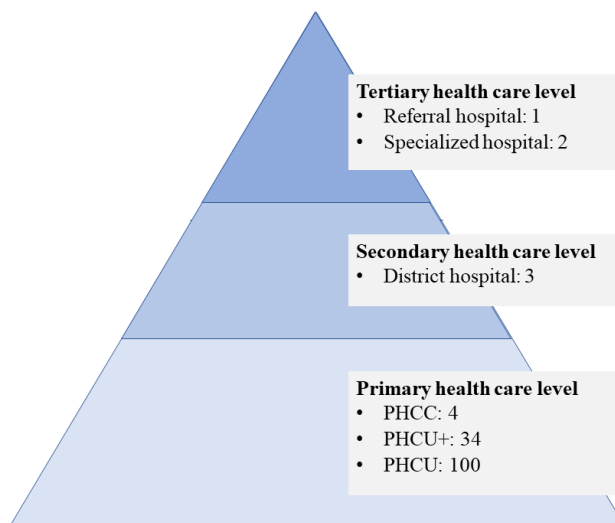 Tertiary health care level
• Referral hospital: 1
• Specialized hospital: 2
Secondary health care level
• District hospital: 3
Primary health care level
• PHCC: 4
• PHCU+: 34
• PHCU: 100